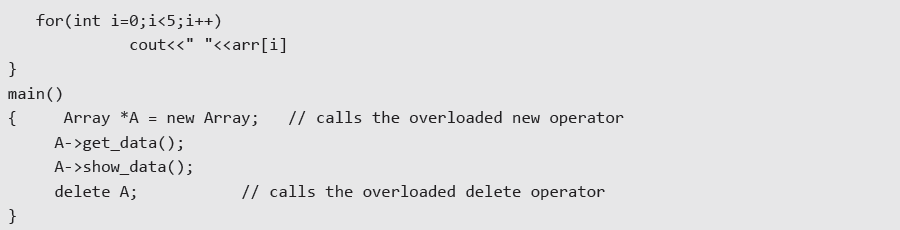 for(int i=0;i<5;i++)
cout<<" "<<arr[i]
}
main()
{ Array *A = new Array; // calls the overloaded new operator
A->get_data();
A->show_data();
delete A; // calls the overloaded delete operator
}